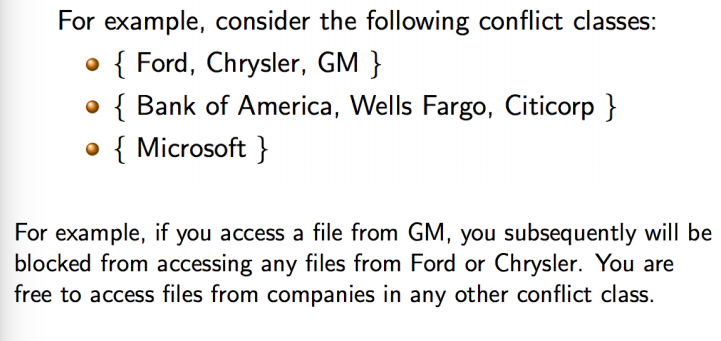 For example, consider the following conflict classes:
{ Ford, Chrysler, GM }
{ Bank of America, Wells Fargo, Citicorp }
{ Microsoft }
For example, if you access a file from GM, you subsequently will be
blocked from accessing any files from Ford or Chrysler. You are
free to access files from companies in any other conflict class.